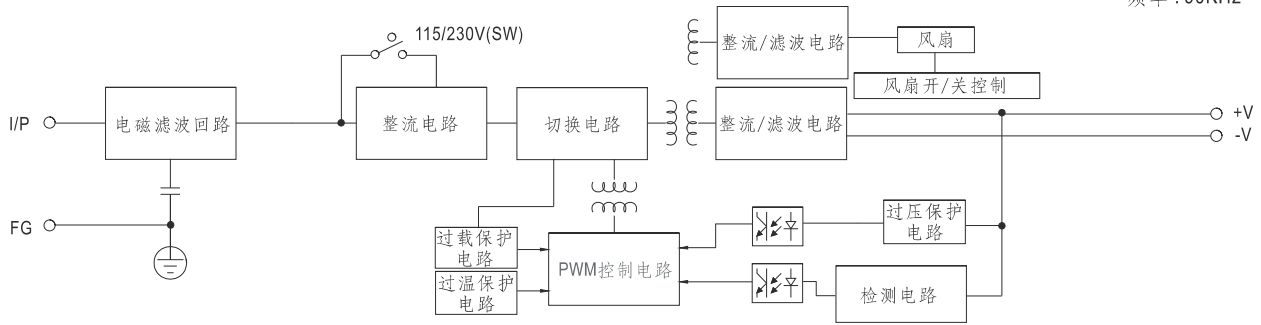 115/230V(SW)
整流/滤波电路
风扇
风扇开/关控制
I/P
电磁滤波回路
整流电路
切换电路
整流/滤波电路
+V
-V
FG
过载保护
电路
过温保护
电路
PWM控制电路
过压保护
电路
检测电路